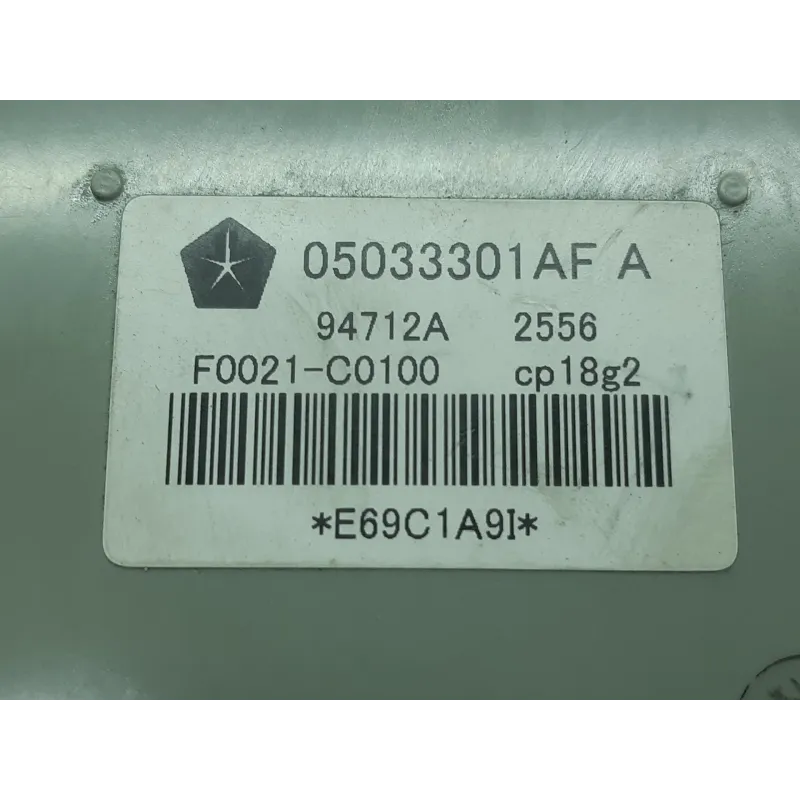 05033301AF A
94712A 2556
F0021-C0100 cp18g2
*E69C1A9I*